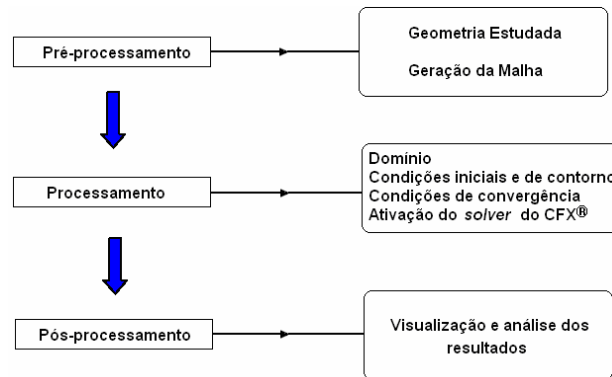 Pré-processamento
Geometria Estudada
Geração da Malha
Processamento
Domínio
Condições iniciais e de contorno
Condições de convergência
Ativação do solver do CFX®
Pós-processamento
Visualização e análise dos
resultados